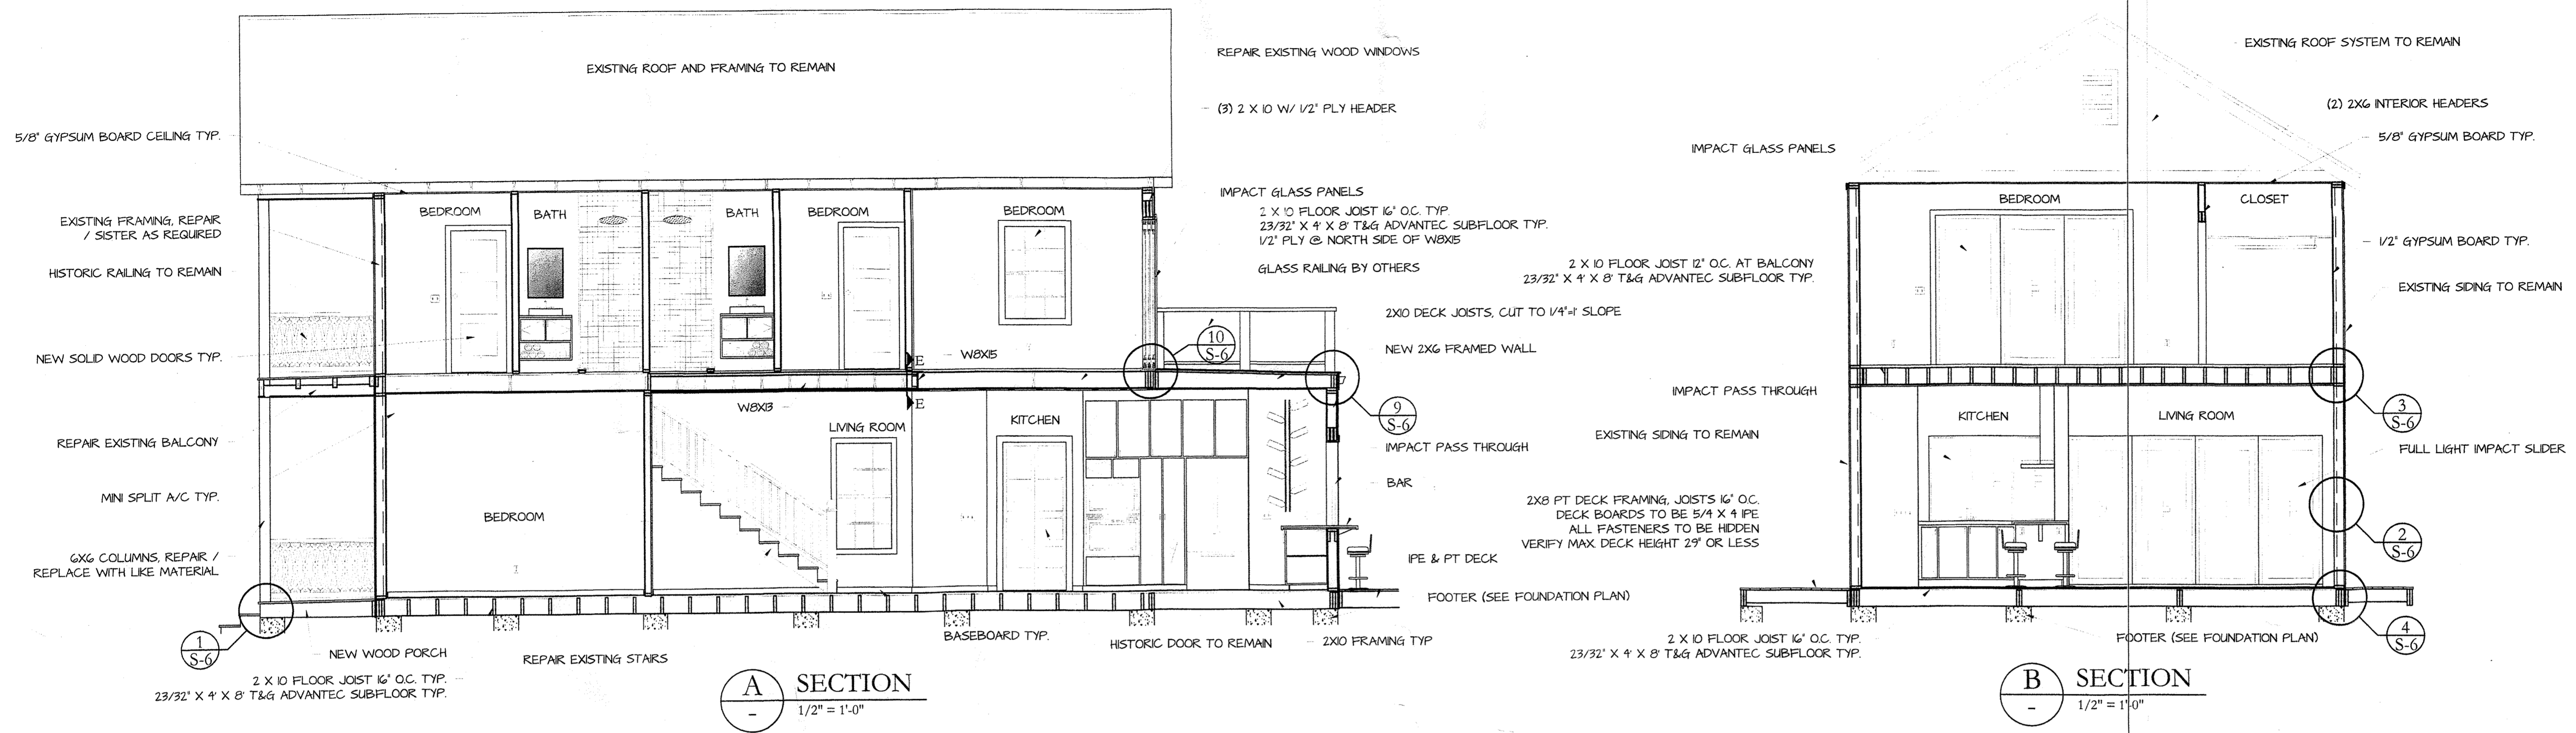 EXISTING ROOF AND FRAMING TO REMAIN
5/8" GYPSUM BOARD CEILING TYP.
EXISTING FRAMING, REPAIR
/ SISTER AS REQUIRED
HISTORIC RAILING TO REMAIN
NEW SOLID WOOD DOORS TYP.
REPAIR EXISTING BALCONY
MINI SPLIT A/C TYP.
6X6 COLUMNS, REPAIR /
REPLACE WITH LIKE MATERIAL
1
S-6
NEW WOOD PORCH
2 X 10 FLOOR JOIST 16" O.C. TYP.
23/32" X 4' X 8' T&G ADVANTEC SUBFLOOR TYP.
REPAIR EXISTING STAIRS
BEDROOM
BATH
BATH
BEDROOM
BEDROOM
E
W8X15
W8X13
E
LIVING ROOM
KITCHEN
BEDROOM
BASEBOARD TYP.
HISTORIC DOOR TO REMAIN
2X10 FRAMING TYP
A
-
SECTION
1/2" = 1'-0"
REPAIR EXISTING WOOD WINDOWS
(3) 2 X 10 W/ 1/2" PLY HEADER
IMPACT GLASS PANELS
2 X 10 FLOOR JOIST 16" O.C. TYP.
23/32" X 4' X 8' T&G ADVANTEC SUBFLOOR TYP.
1/2" PLY @ NORTH SIDE OF W8X15
GLASS RAILING BY OTHERS
2X10 DECK JOISTS, CUT TO 1/4"=1' SLOPE
NEW 2X6 FRAMED WALL
10
S-6
9
S-6
IMPACT PASS THROUGH
BAR
IPE & PT DECK
FOOTER (SEE FOUNDATION PLAN)
IMPACT GLASS PANELS
2 X 10 FLOOR JOIST 12" O.C. AT BALCONY
23/32" X 4' X 8' T&G ADVANTEC SUBFLOOR TYP.
IMPACT PASS THROUGH
EXISTING SIDING TO REMAIN
2X8 PT DECK FRAMING, JOISTS 16" O.C.
DECK BOARDS TO BE 5/4 X 4 IPE
ALL FASTENERS TO BE HIDDEN
VERIFY MAX DECK HEIGHT 29" OR LESS
2 X 10 FLOOR JOIST 16" O.C. TYP.
23/32" X 4' X 8' T&G ADVANTEC SUBFLOOR TYP.
BEDROOM
CLOSET
KITCHEN
LIVING ROOM
EXISTING ROOF SYSTEM TO REMAIN
(2) 2X6 INTERIOR HEADERS
5/8" GYPSUM BOARD TYP.
1/2" GYPSUM BOARD TYP.
EXISTING SIDING TO REMAIN
3
S-6
FULL LIGHT IMPACT SLIDER
2
S-6
4
S-6
FOOTER (SEE FOUNDATION PLAN)
B
-
SECTION
1/2" = 1'-0"